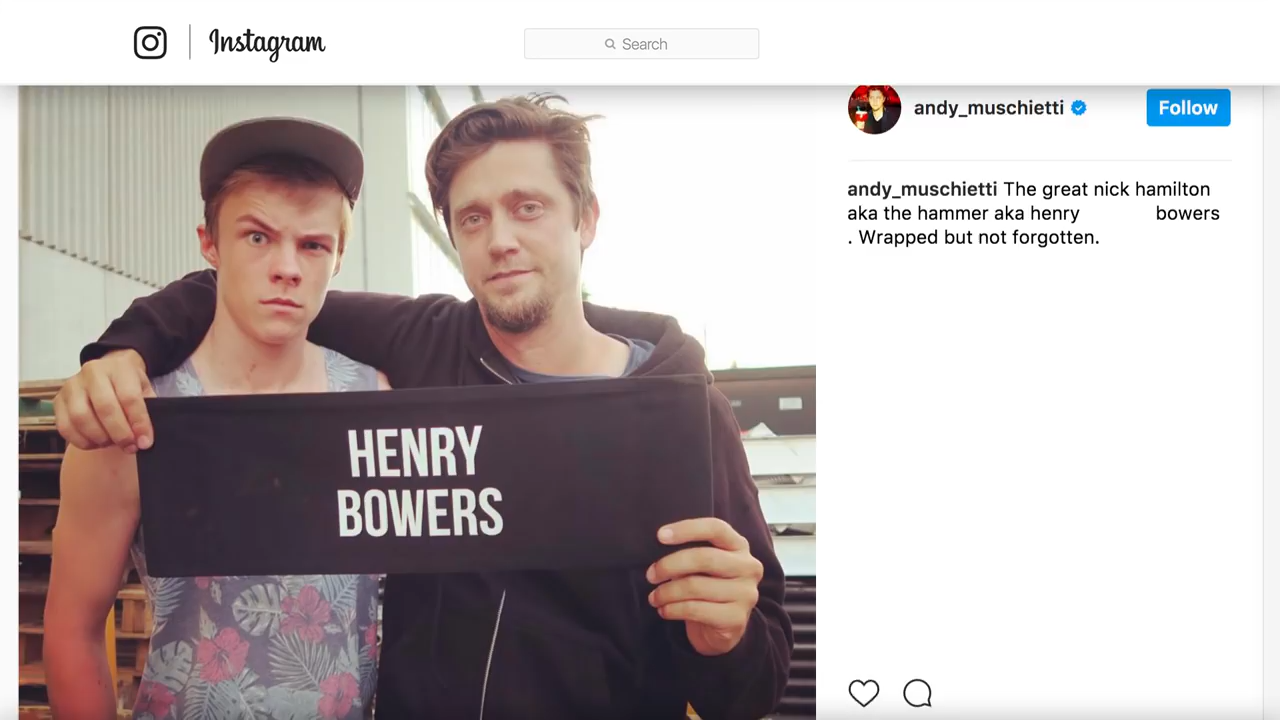 Instagram
Search
andy_muschietti
Follow
HENRY
BOWERS
andy_muschietti The great nick hamilton
aka the hammer aka henry bowers
. Wrapped but not forgotten.